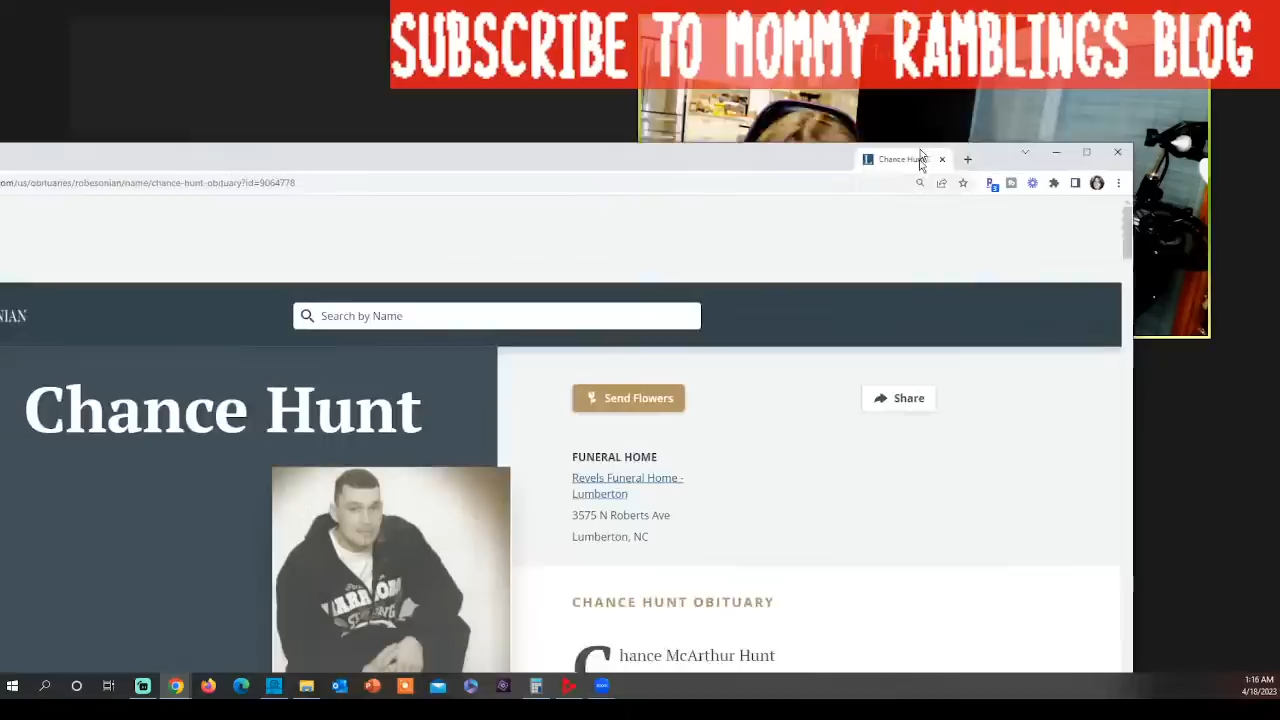 SUBSCRIBE TO MOMMY RAMBLINGS BLOG
Chance Hun
com/us/obituaries/robesonian/name/chance-hunt-obituary?id=9064778
NIAN
Search by Name
Chance Hunt
Send Flowers
Share
FUNERAL HOME
Revels Funeral Home -
Lumberton
3575 N Roberts Ave
Lumberton, NC
CHANCE HUNT OBITUARY
Chance McArthur Hunt
1:16 AM
4/18/2023